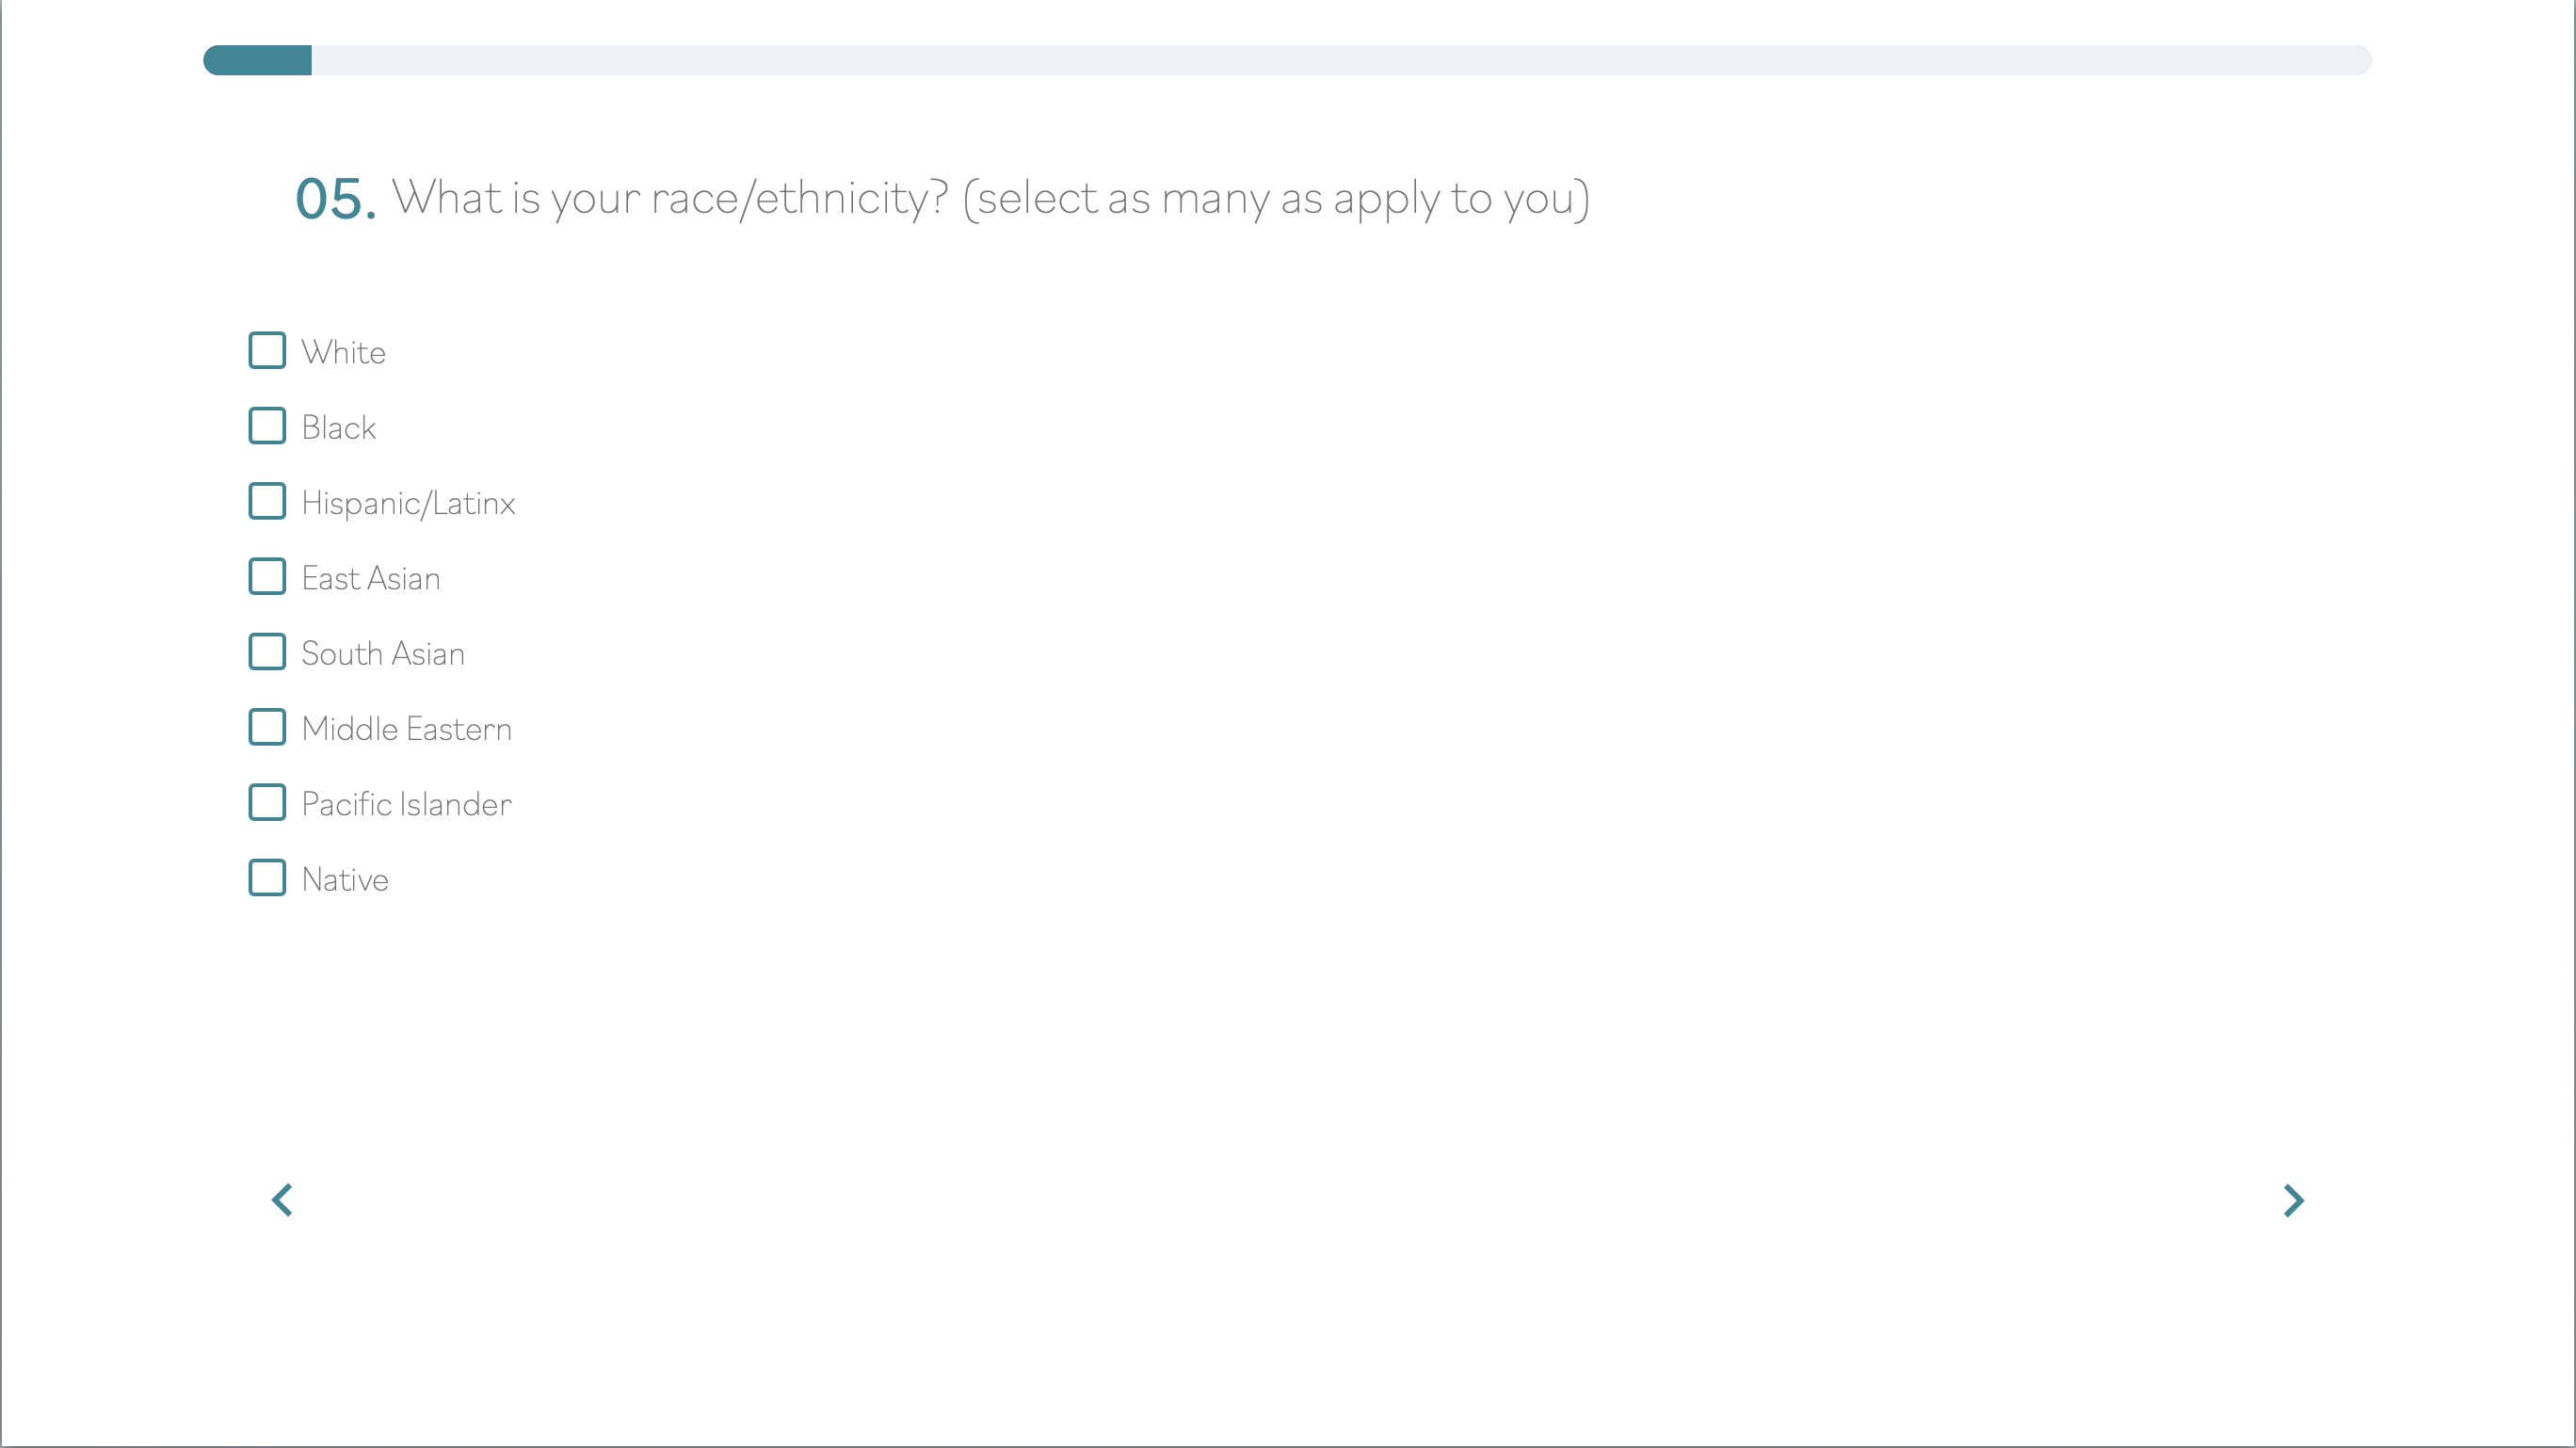 05. What is your race/ethnicity? (select as many as apply to you)
White
Black
Hispanic/Latinx
East Asian
South Asian
Middle Eastern
Pacific Islander
Native